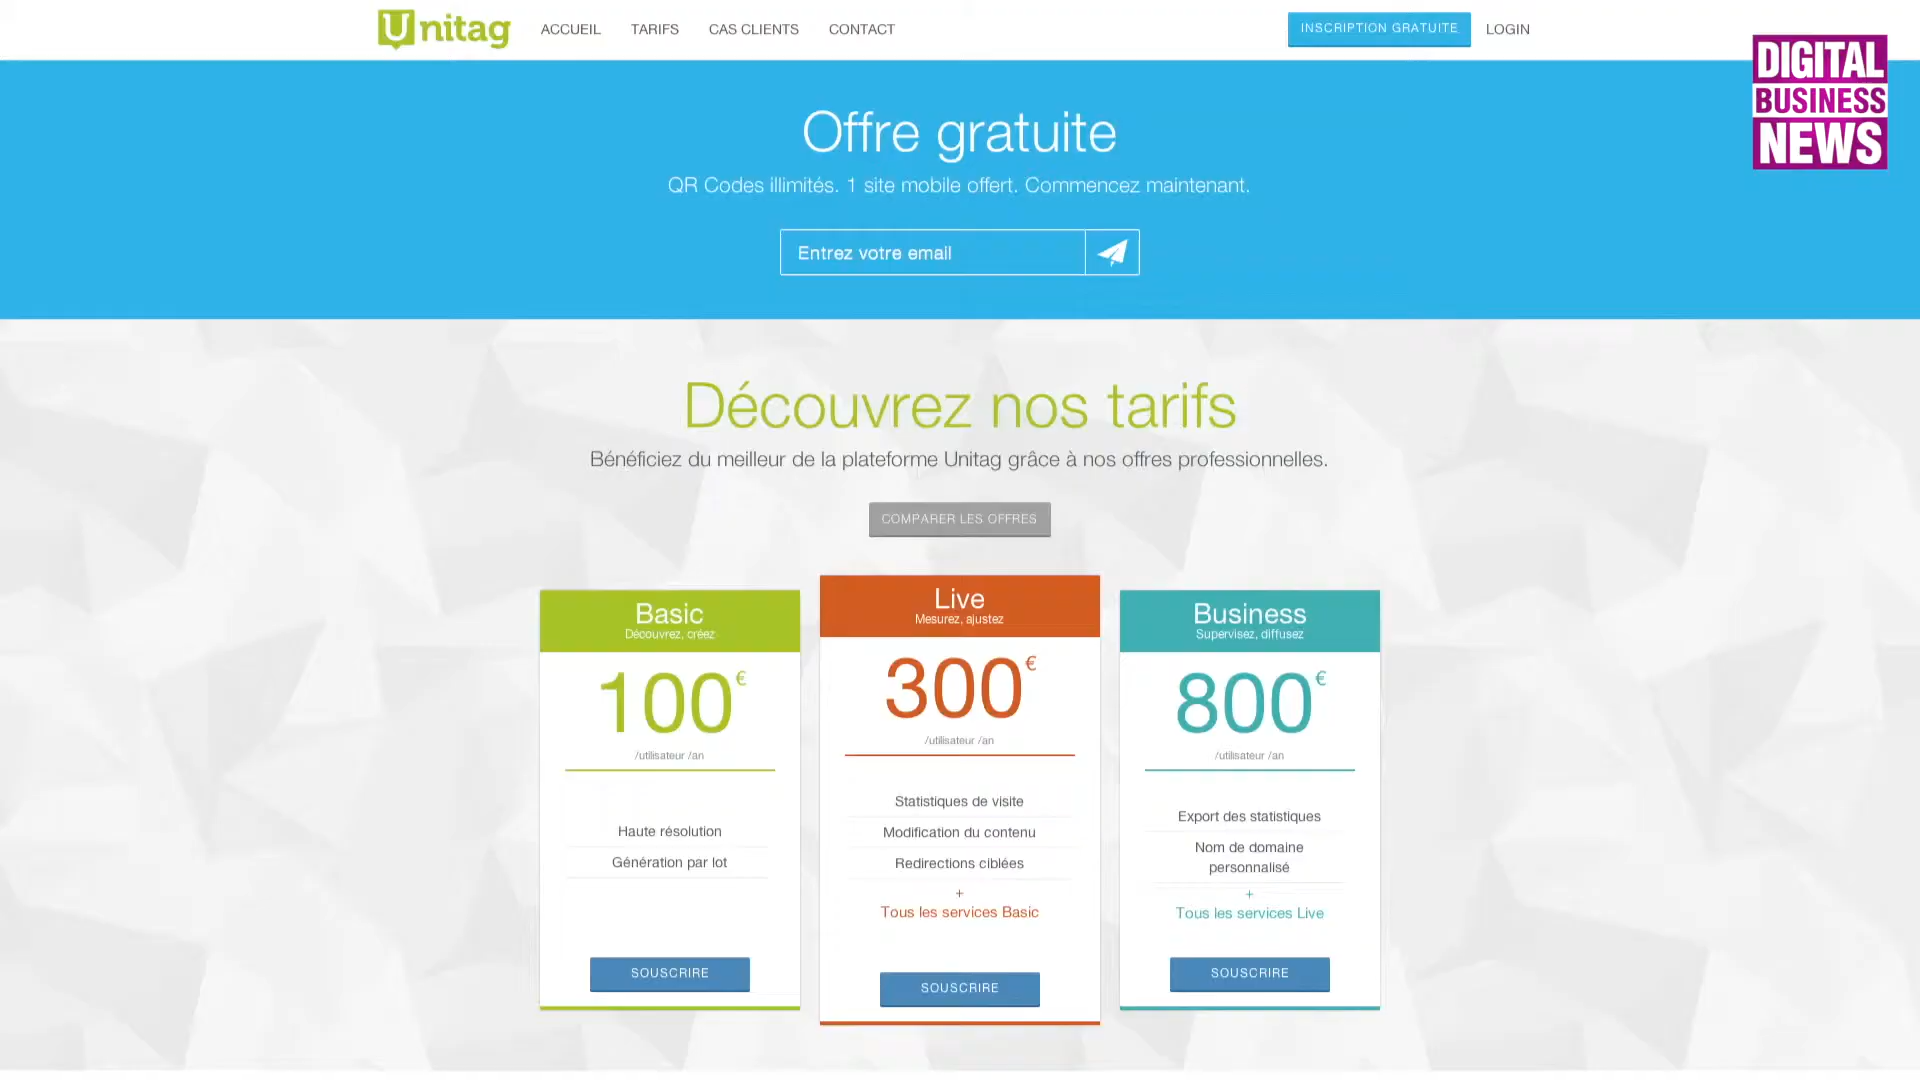 Unitag ACCUEIL TARIFS CAS CLIENTS CONTACT INSCRIPTION GRATUITE LOGIN
DIGITAL
BUSINESS
NEWS
Offre gratuite
QR Codes illimités. 1 site mobile offert. Commencez maintenant.
Entrez votre email
Découvrez nos tarifs
Bénéficiez du meilleur de la plateforme Unitag grâce à nos offres professionnelles.
COMPARER LES OFFRES
Basic
Découvrez, créez
100€
/utilisateur /an
Haute résolution
Génération par lot
SOUSCRIRE
Live
Mesurez, ajustez
300€
/utilisateur /an
Statistiques de visite
Modification du contenu
Redirections ciblées
+
Tous les services Basic
SOUSCRIRE
Business
Supervisez, diffusez
800€
/utilisateur /an
Export des statistiques
Nom de domaine
personnalisé
+
Tous les services Live
SOUSCRIRE